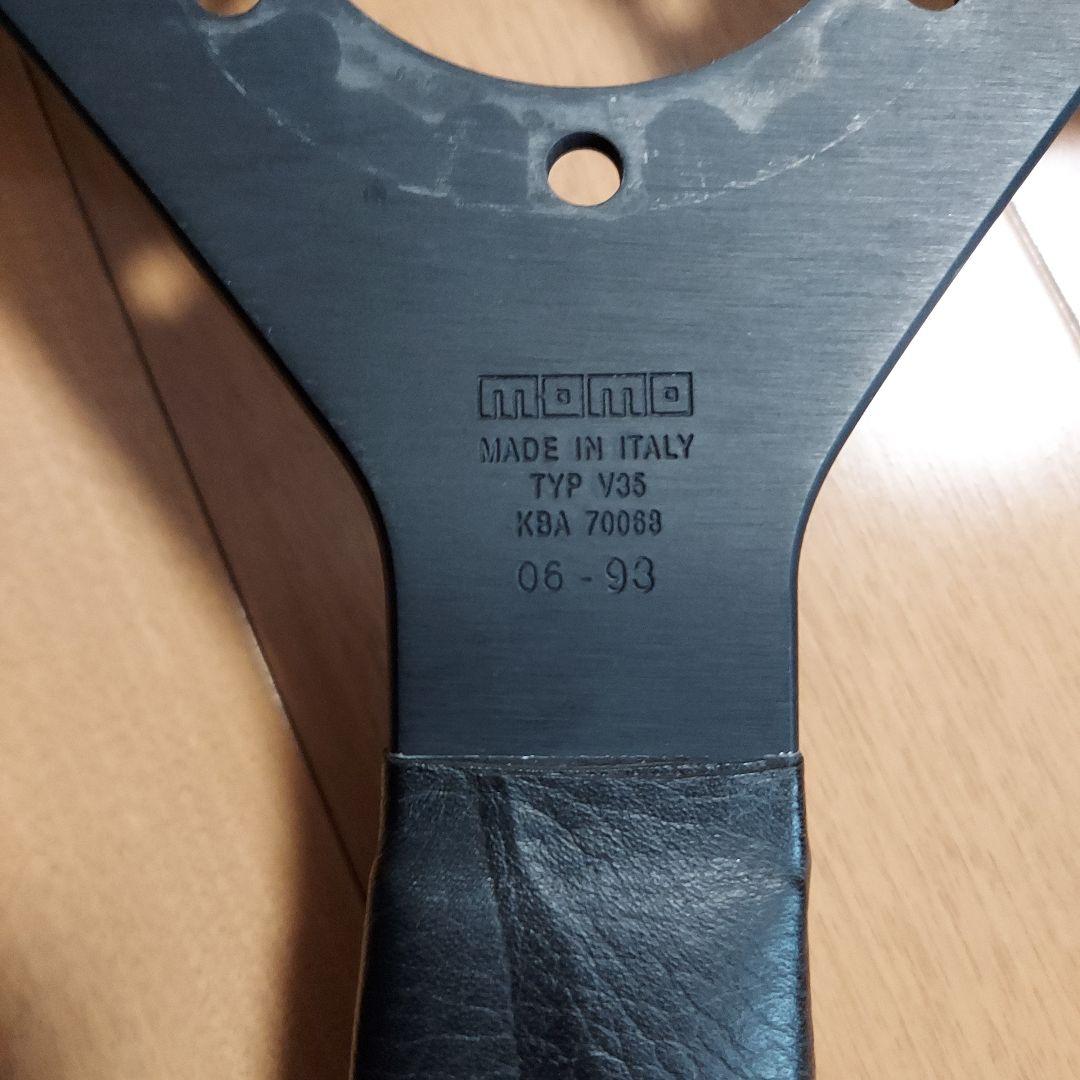 momo
MADE IN ITALY
TYP V35
KBA 70068
06 - 93